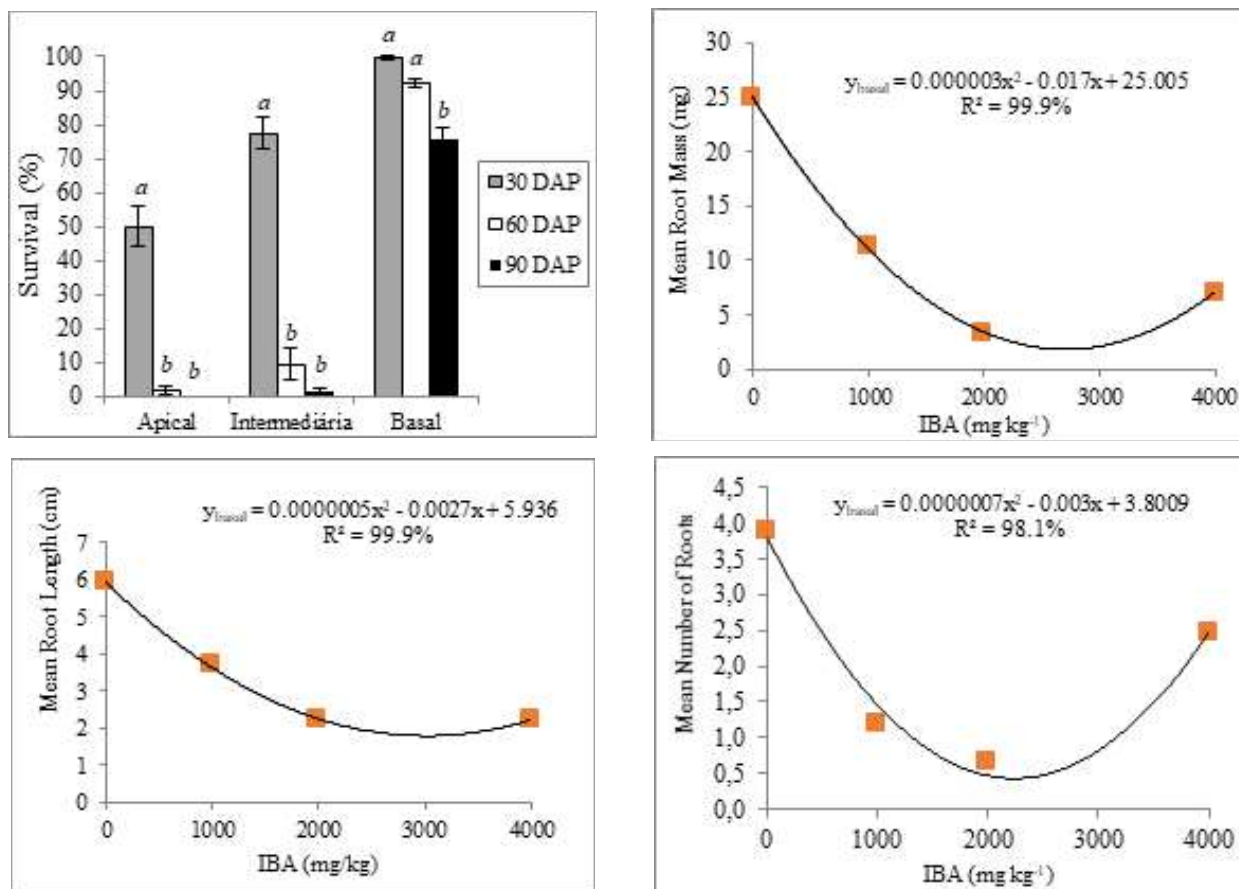 100
90
80
70
60
50
40
30
20
10
0
Survival (%)
a
b
b
a
b
b
a
a
b
30 DAP
60 DAP
90 DAP
Apical
Intermediária
Basal
30
25
20
15
10
5
0
Mean Root Mass (mg)
y_basal = 0.000003x² - 0.017x + 25.005
R² = 99.9%
0 1000 2000 3000 4000
IBA (mg kg⁻¹)
7
6
5
4
3
2
1
0
Mean Root Length (cm)
y_basal = 0.0000005x² - 0.0027x + 5.936
R² = 99.9%
0 1000 2000 3000 4000
IBA (mg/kg)
4,5
4,0
3,5
3,0
2,5
2,0
1,5
1,0
0,5
0,0
Mean Number of Roots
y_basal = 0.0000007x² - 0.003x + 3.8009
R² = 98.1%
0 1000 2000 3000 4000
IBA (mg kg⁻¹)